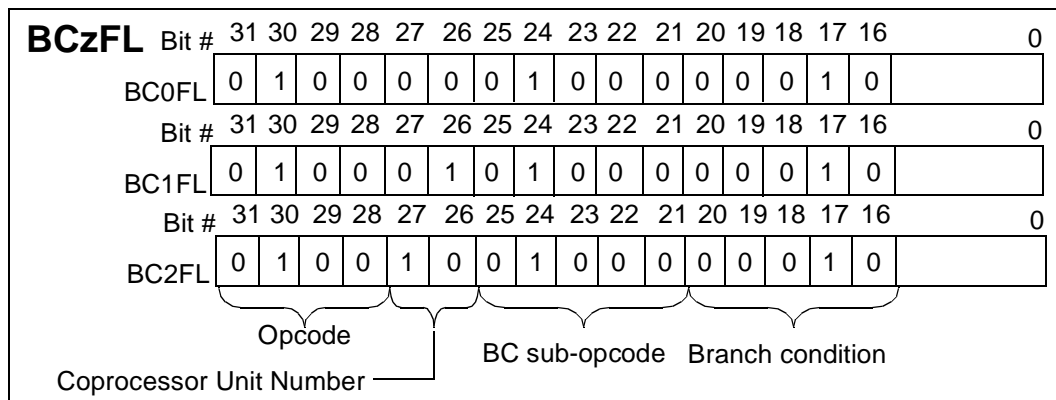 BCzFL Bit # 31 30 29 28 27 26 25 24 23 22 21 20 19 18 17 16 0
BC0FL 0 1 0 0 0 0 0 1 0 0 0 0 0 0 1 0
Bit # 31 30 29 28 27 26 25 24 23 22 21 20 19 18 17 16 0
BC1FL 0 1 0 0 0 1 0 1 0 0 0 0 0 0 1 0
Bit # 31 30 29 28 27 26 25 24 23 22 21 20 19 18 17 16 0
BC2FL 0 1 0 0 1 0 0 1 0 0 0 0 0 0 1 0
Opcode
BC sub-opcode Branch condition
Coprocessor Unit Number